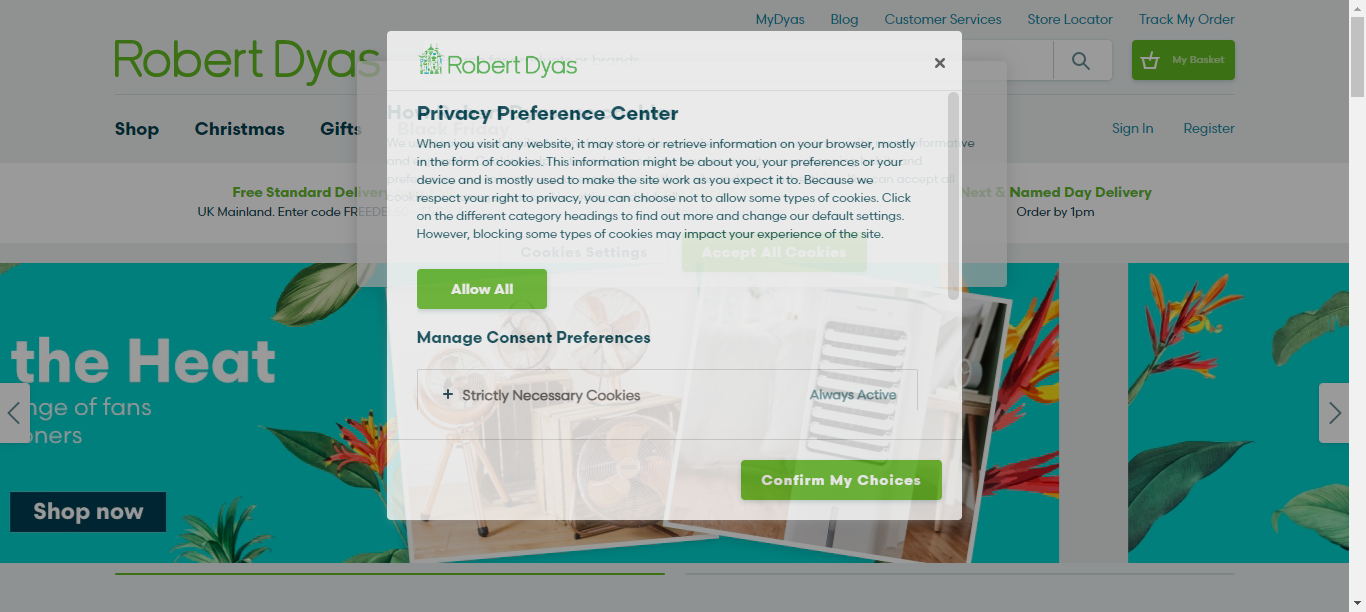 MyDyas Blog Customer Services Store Locator Track My Order
Robert Dyas
My Basket
Shop Christmas Gifts Black Friday
Sign In Register
Free Standard Delivery
UK Mainland. Enter code
Next & Named Day Delivery
Order by 1pm
Robert Dyas
Privacy Preference Center
When you visit any website, it may store or retrieve information on your browser, mostly
in the form of cookies. This information might be about you, your preferences or your
device and is mostly used to make the site work as you expect it to. Because we
respect your right to privacy, you can choose not to allow some types of cookies. Click
on the different category headings to find out more and change our default settings.
However, blocking some types of cookies may impact your experience of the site.
Cookies Settings
Accept All Cookies
Allow All
Manage Consent Preferences
+ Strictly Necessary Cookies
Always Active
Confirm My Choices
the Heat
nge of fans
oners
Shop now